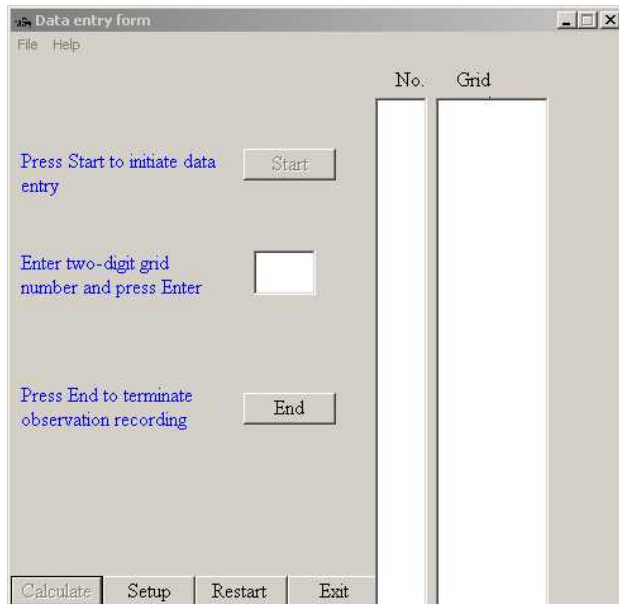 Data entry form
File Help
No. Grid
Press Start to initiate data
entry
Start
Enter two-digit grid
number and press Enter
Press End to terminate
observation recording
End
Calculate Setup Restart Exit